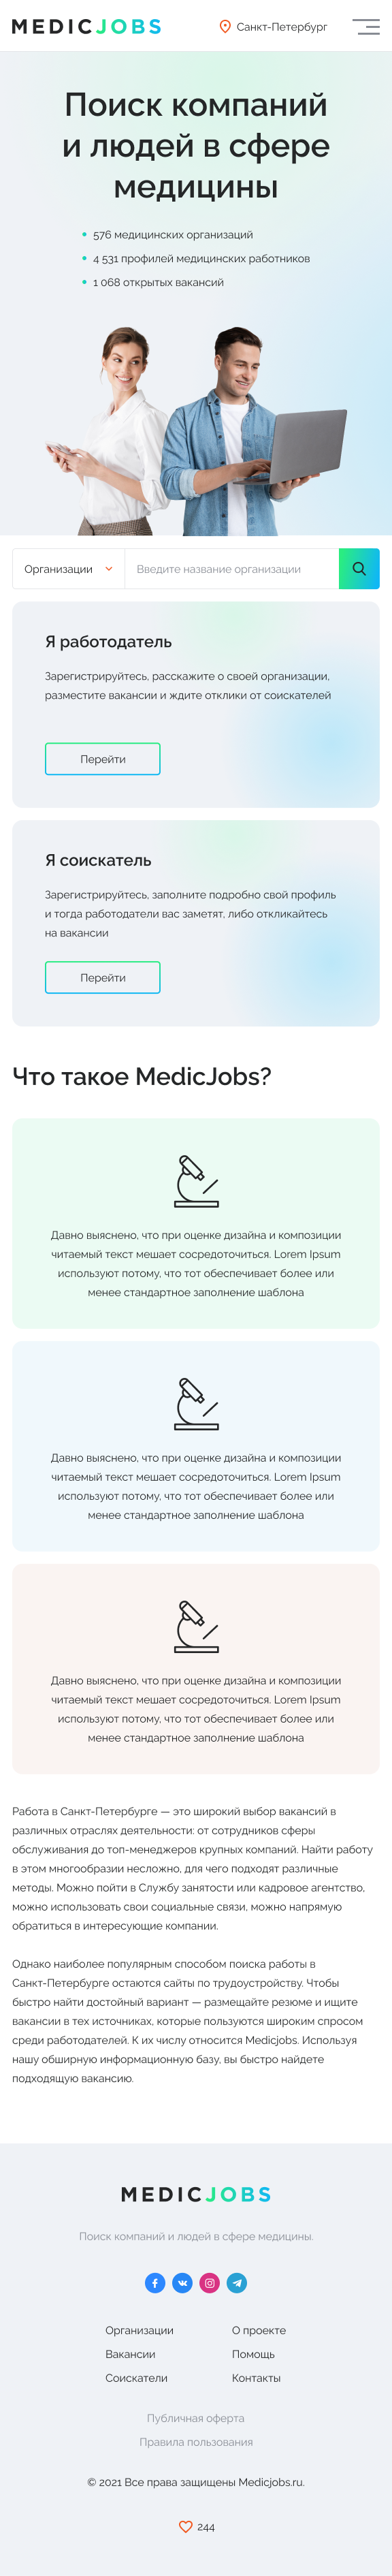 MEDICJOBS
Санкт-Петербург
Поиск компаний
и людей в сфере
медицины
576 медицинских организаций
4 531 профилей медицинских работников
1 068 открытых вакансий
Организации
Введите название организации
Я работодатель
Зарегистрируйтесь, расскажите о своей организации,
разместите вакансии и ждите отклики от соискателей
Перейти
Я соискатель
Зарегистрируйтесь, заполните подробно свой профиль
и тогда работодатели вас заметят, либо откликайтесь
на вакансии
Перейти
Что такое MedicJobs?
Давно выяснено, что при оценке дизайна и композиции
читаемый текст мешает сосредоточиться. Lorem Ipsum
используют потому, что тот обеспечивает более или
менее стандартное заполнение шаблона
Давно выяснено, что при оценке дизайна и композиции
читаемый текст мешает сосредоточиться. Lorem Ipsum
используют потому, что тот обеспечивает более или
менее стандартное заполнение шаблона
Давно выяснено, что при оценке дизайна и композиции
читаемый текст мешает сосредоточиться. Lorem Ipsum
используют потому, что тот обеспечивает более или
менее стандартное заполнение шаблона
Работа в Санкт-Петербурге — это широкий выбор вакансий в
различных отраслях деятельности: от сотрудников сферы
обслуживания до топ-менеджеров крупных компаний. Найти работу
в этом многообразии несложно, для чего подходят различные
методы. Можно пойти в Службу занятости или кадровое агентство,
можно использовать свои социальные связи, можно напрямую
обратиться в интересующие компании.
Однако наиболее популярным способом поиска работы в
Санкт-Петербурге остаются сайты по трудоустройству. Чтобы
быстро найти достойный вариант — размещайте резюме и ищите
вакансии в тех источниках, которые пользуются широким спросом
среди работодателей. К их числу относится Medicjobs. Используя
нашу обширную информационную базу, вы быстро найдете
подходящую вакансию.
MEDICJOBS
Поиск компаний и людей в сфере медицины.
Организации
О проекте
Вакансии
Помощь
Соискатели
Контакты
Публичная оферта
Правила пользования
© 2021 Все права защищены Medicjobs.ru.
244